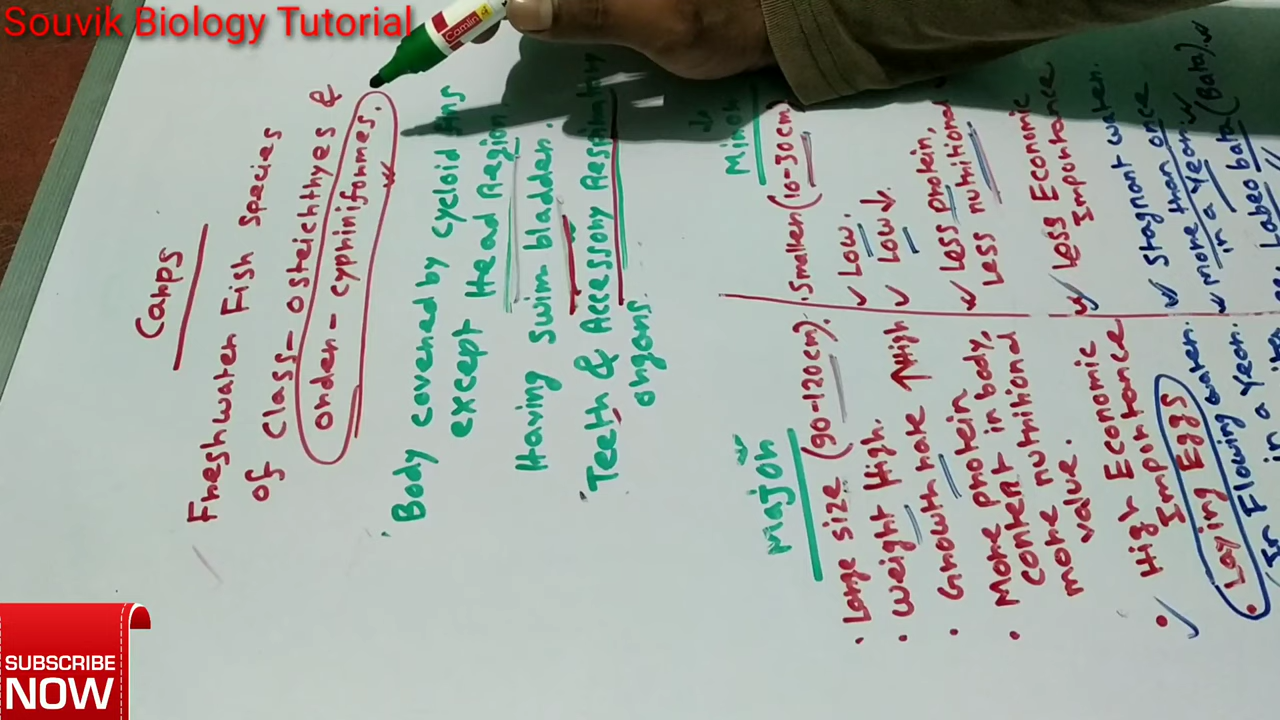 Souvik Biology Tutorial
Carps
Freshwater Fish species
of Class- osteichthyes &
order- cypriniformes.
Body covered by cycloid
except Head Region
Having swim bladder.
Teeth & Accessory Respiratory
organs.
Major
• Large size (90-120cm).
• Weight High.
• Growth rate ↑High
• More protein
content in body,
more nutritional
value.
• High Economic
Importance
• Laying Eggs
(In Flowing water.
in a Year.
Minor
• Smaller (10-30cm)
✓ Low.
✓ Low↓.
✓ Less protein,
Less nutritional
✓ Less Economic
Importance
✓ Stagnant water.
✓ More than once
in a Year
(Bata)
Labeo bata
Camlin
SUBSCRIBE
NOW